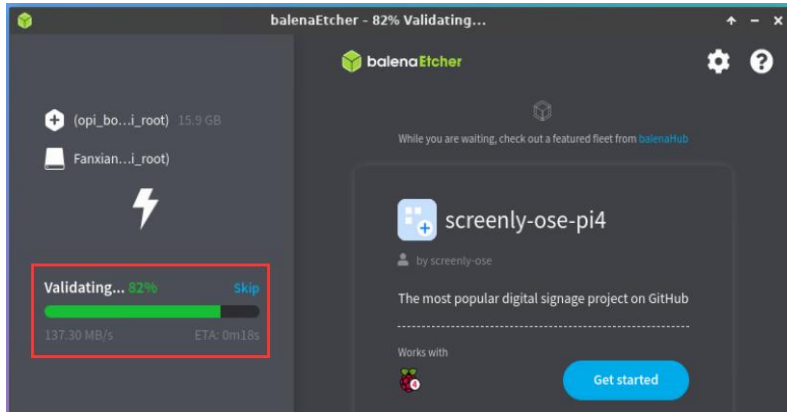 balenaEtcher - 82% Validating...
balenaEtcher
(opi_bo...i_root) 15.9 GB
Fanxian...i_root)
While you are waiting, check out a featured fleet from balenaHub
screenly-ose-pi4
by screenly-ose
Validating... 82% Skip
137.30 MB/s ETA: 0m18s
The most popular digital signage project on GitHub
Works with
4
Get started